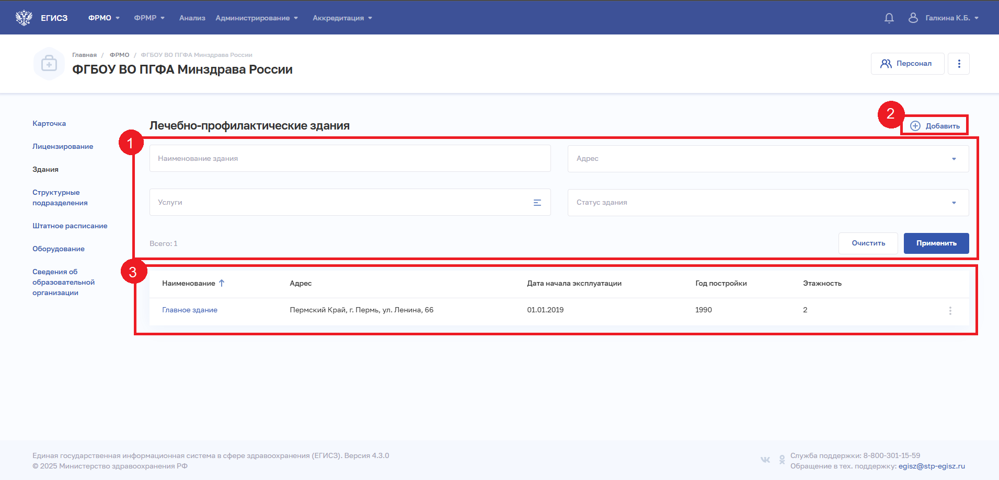 ЕГИСЗ ФРМО ФРМР Анализ Администрирование Аккредитация Галкина К.Б.
Главная / ФРМО / ФГБОУ ВО ПГФА Минздрава России
ФГБОУ ВО ПГФА Минздрава России
Персонал
Карточка
Лицензирование
Здания
Структурные
подразделения
Штатное расписание
Оборудование
Сведения об
образовательной
организации
Лечебно-профилактические здания
2
Добавить
1
Наименование здания
Адрес
Услуги
Статус здания
Всего: 1
Очистить
Применить
3
Наименование Адрес Дата начала эксплуатации Год постройки Этажность
Главное здание Пермский Край, г. Пермь, ул. Ленина, 66 01.01.2019 1990 2
Единая государственная информационная система в сфере здравоохранения (ЕГИСЗ). Версия 4.3.0
© 2025 Министерство здравоохранения РФ
Служба поддержки: 8-800-301-15-59
Обращение в тех. поддержку: egisz@stp-egisz.ru